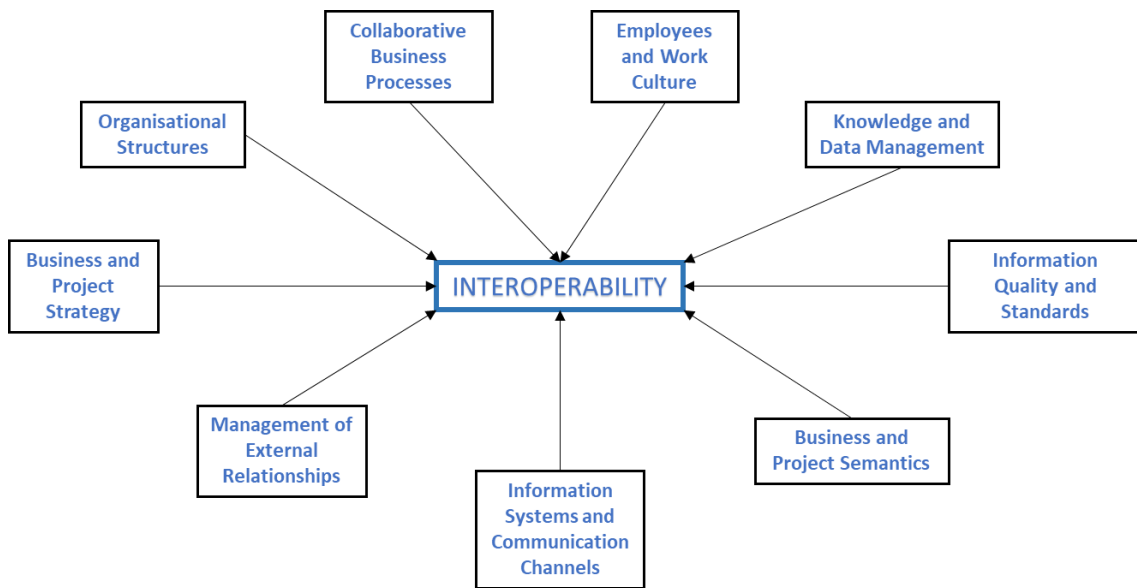 Collaborative
Business
Processes
Employees
and Work
Culture
Organisational
Structures
Knowledge and
Data Management
Business and
Project
Strategy
INTEROPERABILITY
Information
Quality and
Standards
Management of
External
Relationships
Information
Systems and
Communication
Channels
Business and
Project Semantics